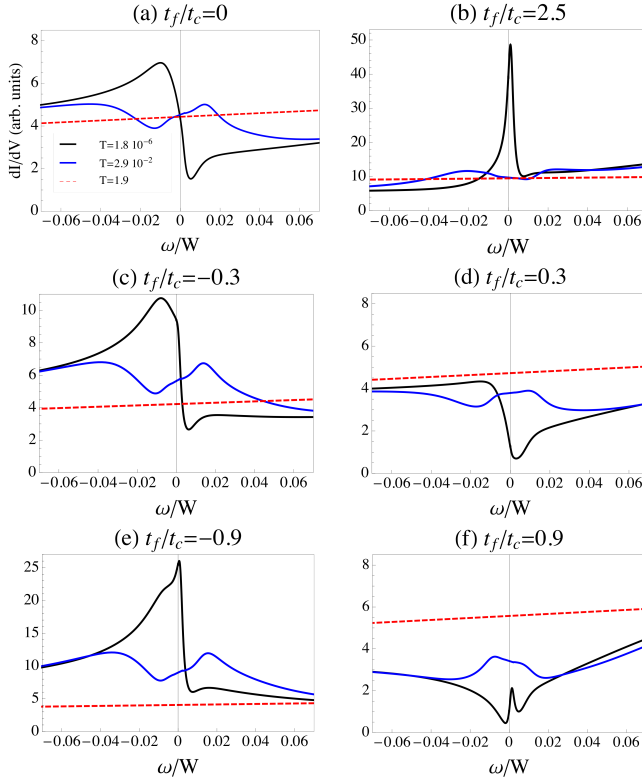 (a) t_f/t_c=0
(b) t_f/t_c=2.5
dI/dV (arb. units)
8
6
4
2
0
T=1.8 10⁻⁶
T=2.9 10⁻²
T=1.9
−0.06 −0.04 −0.02 0 0.02 0.04 0.06
ω/W
50
40
30
20
10
0
−0.06 −0.04 −0.02 0 0.02 0.04 0.06
ω/W
(c) t_f/t_c=−0.3
(d) t_f/t_c=0.3
10
8
6
4
2
0
−0.06 −0.04 −0.02 0 0.02 0.04 0.06
ω/W
8
6
4
2
0
−0.06 −0.04 −0.02 0 0.02 0.04 0.06
ω/W
(e) t_f/t_c=−0.9
(f) t_f/t_c=0.9
25
20
15
10
5
0
−0.06 −0.04 −0.02 0 0.02 0.04 0.06
ω/W
8
6
4
2
0
−0.06 −0.04 −0.02 0 0.02 0.04 0.06
ω/W